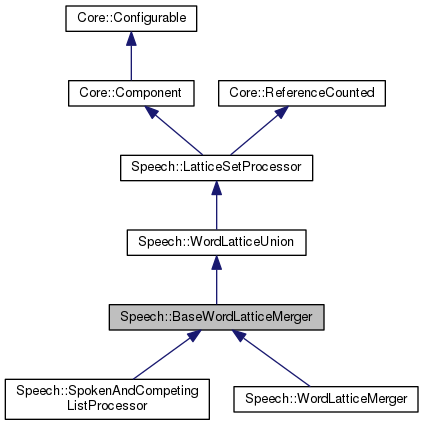 Core::Configurable
Core::Component
Core::ReferenceCounted
Speech::LatticeSetProcessor
Speech::WordLatticeUnion
Speech::BaseWordLatticeMerger
Speech::SpokenAndCompeting
ListProcessor
Speech::WordLatticeMerger